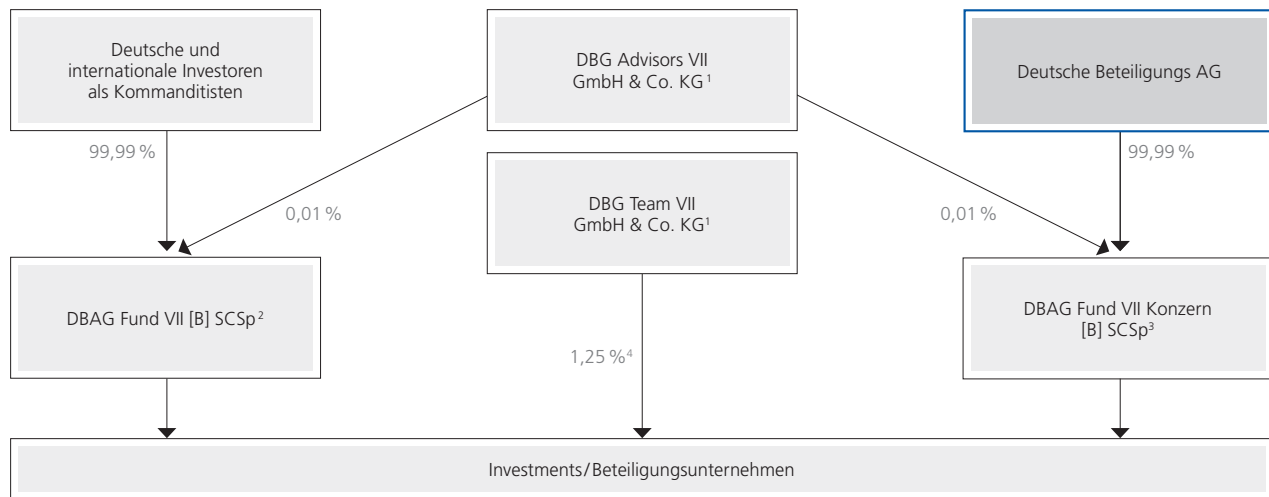 Deutsche und
internationale Investoren
als Kommanditisten
DBG Advisors VII
GmbH & Co. KG¹
Deutsche Beteiligungs AG
99,99 %
99,99 %
DBG Team VII
GmbH & Co. KG¹
0,01 %
0,01 %
DBAG Fund VII [B] SCSp²
DBAG Fund VII Konzern
[B] SCSp³
1,25 %⁴
Investments/Beteiligungsunternehmen